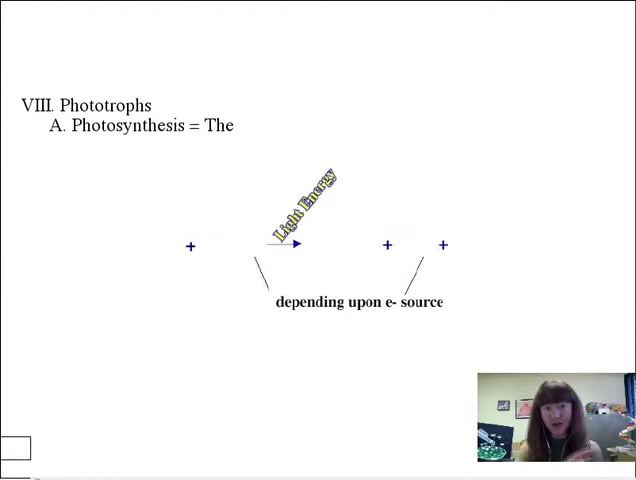 VIII. Phototrophs
A. Photosynthesis = The
Light Energy
+ + +
depending upon e- source